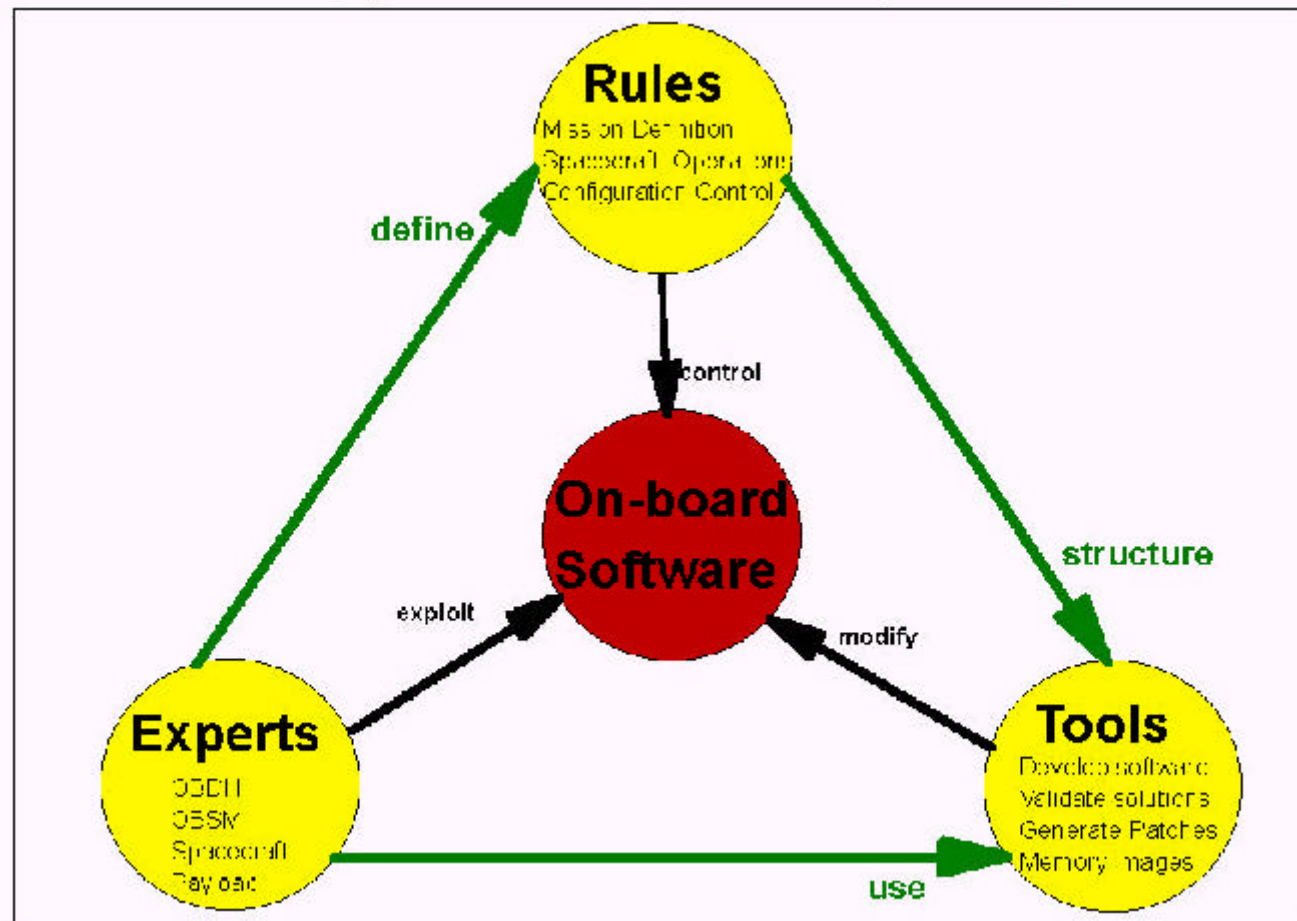 Rules
Mission Definition
Spacecraft Operations
Configuration Control
define
control
On-board
Software
structure
exploit
modify
Experts
OBDH
OBSM
Spacecraft
Payload
Tools
Develop software
Validate solutions
Generate Patches
Memory Images
use